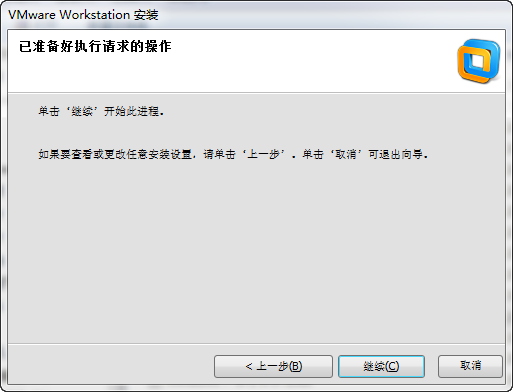 VMware Workstation 安装
已准备好执行请求的操作
单击‘继续’开始此进程。
如果要查看或更改任意安装设置，请单击‘上一步’. 单击‘取消’可退出向导。
< 上一步(B)
继续(C)
取消